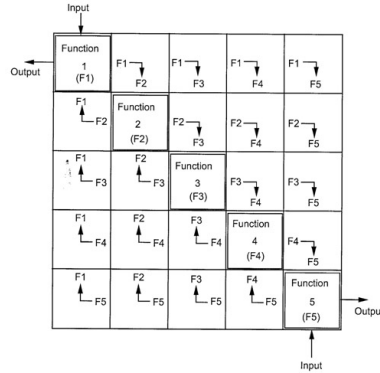 Input
Function
1
(F1)
F1 F2
F1 F3
F1 F4
F1 F5
Output
F1 F2
Function
2
(F2)
F2 F3
F2 F4
F2 F5
F1 F3
F2 F3
Function
3
(F3)
F3 F4
F3 F5
F1 F4
F2 F4
F3 F4
Function
4
(F4)
F4 F5
F1 F5
F2 F5
F3 F5
F4 F5
Function
5
(F5)
Output
Input